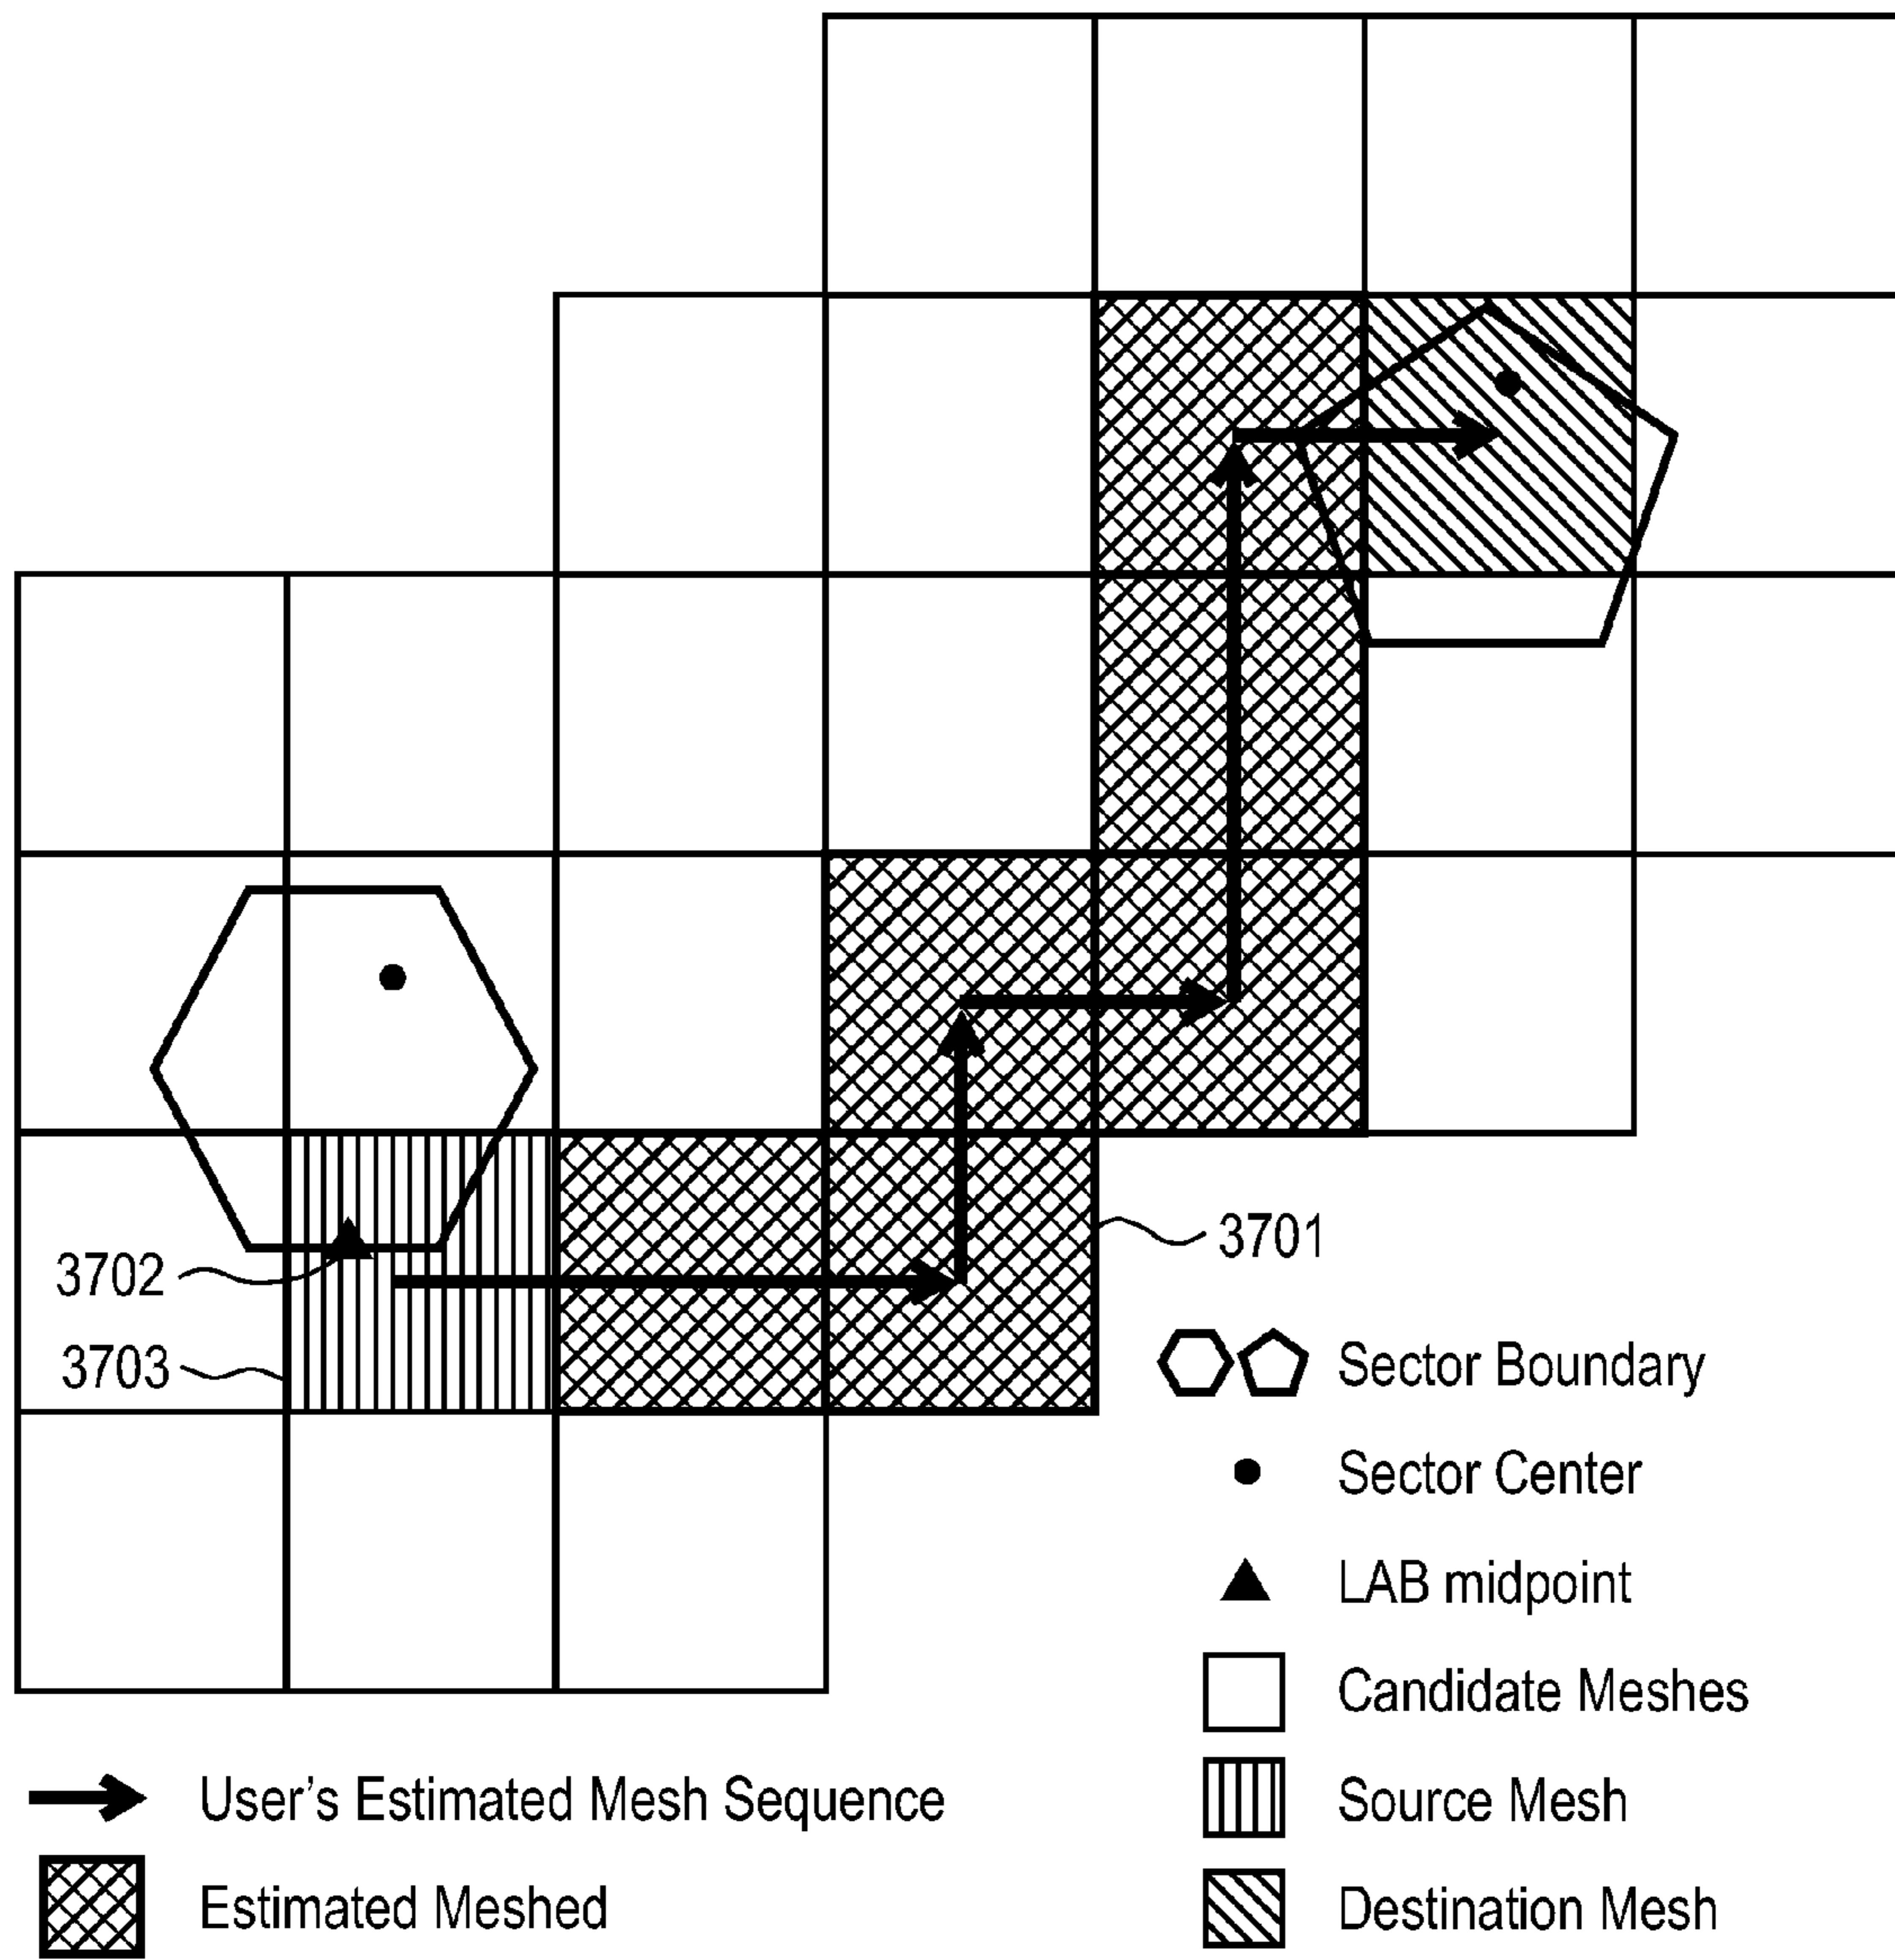 3701
3702
3703
Sector Boundary
Sector Center
LAB midpoint
Candidate Meshes
User's Estimated Mesh Sequence
Source Mesh
Estimated Meshed
Destination Mesh